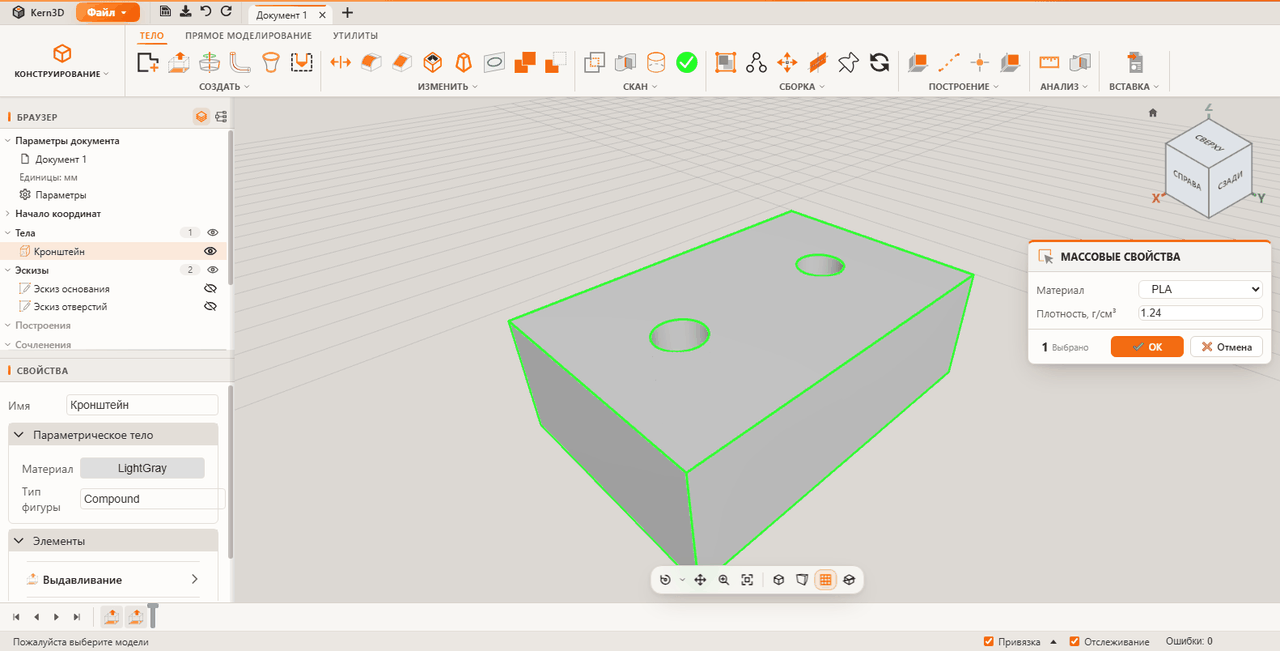 Kern3D
Файл
Документ 1
КОНСТРУИРОВАНИЕ
ТЕЛО
ПРЯМОЕ МОДЕЛИРОВАНИЕ
УТИЛИТЫ
СОЗДАТЬ
ИЗМЕНИТЬ
СКАН
СБОРКА
ПОСТРОЕНИЕ
АНАЛИЗ
ВСТАВКА
БРАУЗЕР
Параметры документа
Документ 1
Единицы: мм
Параметры
Начало координат
Тела 1
Кронштейн
Эскизы 2
Эскиз основания
Эскиз отверстий
Построения
Сочленения
СВОЙСТВА
Имя Кронштейн
Параметрическое тело
Материал LightGray
Тип фигуры Compound
Элементы
Выдавливание
Z
СВЕРХУ
СПРАВА
СЗАДИ
X
Y
МАССОВЫЕ СВОЙСТВА
Материал PLA
Плотность, г/см³ 1.24
1 Выбрано
ОК
Отмена
Пожалуйста выберите модели
Привязка
Отслеживание
Ошибки: 0